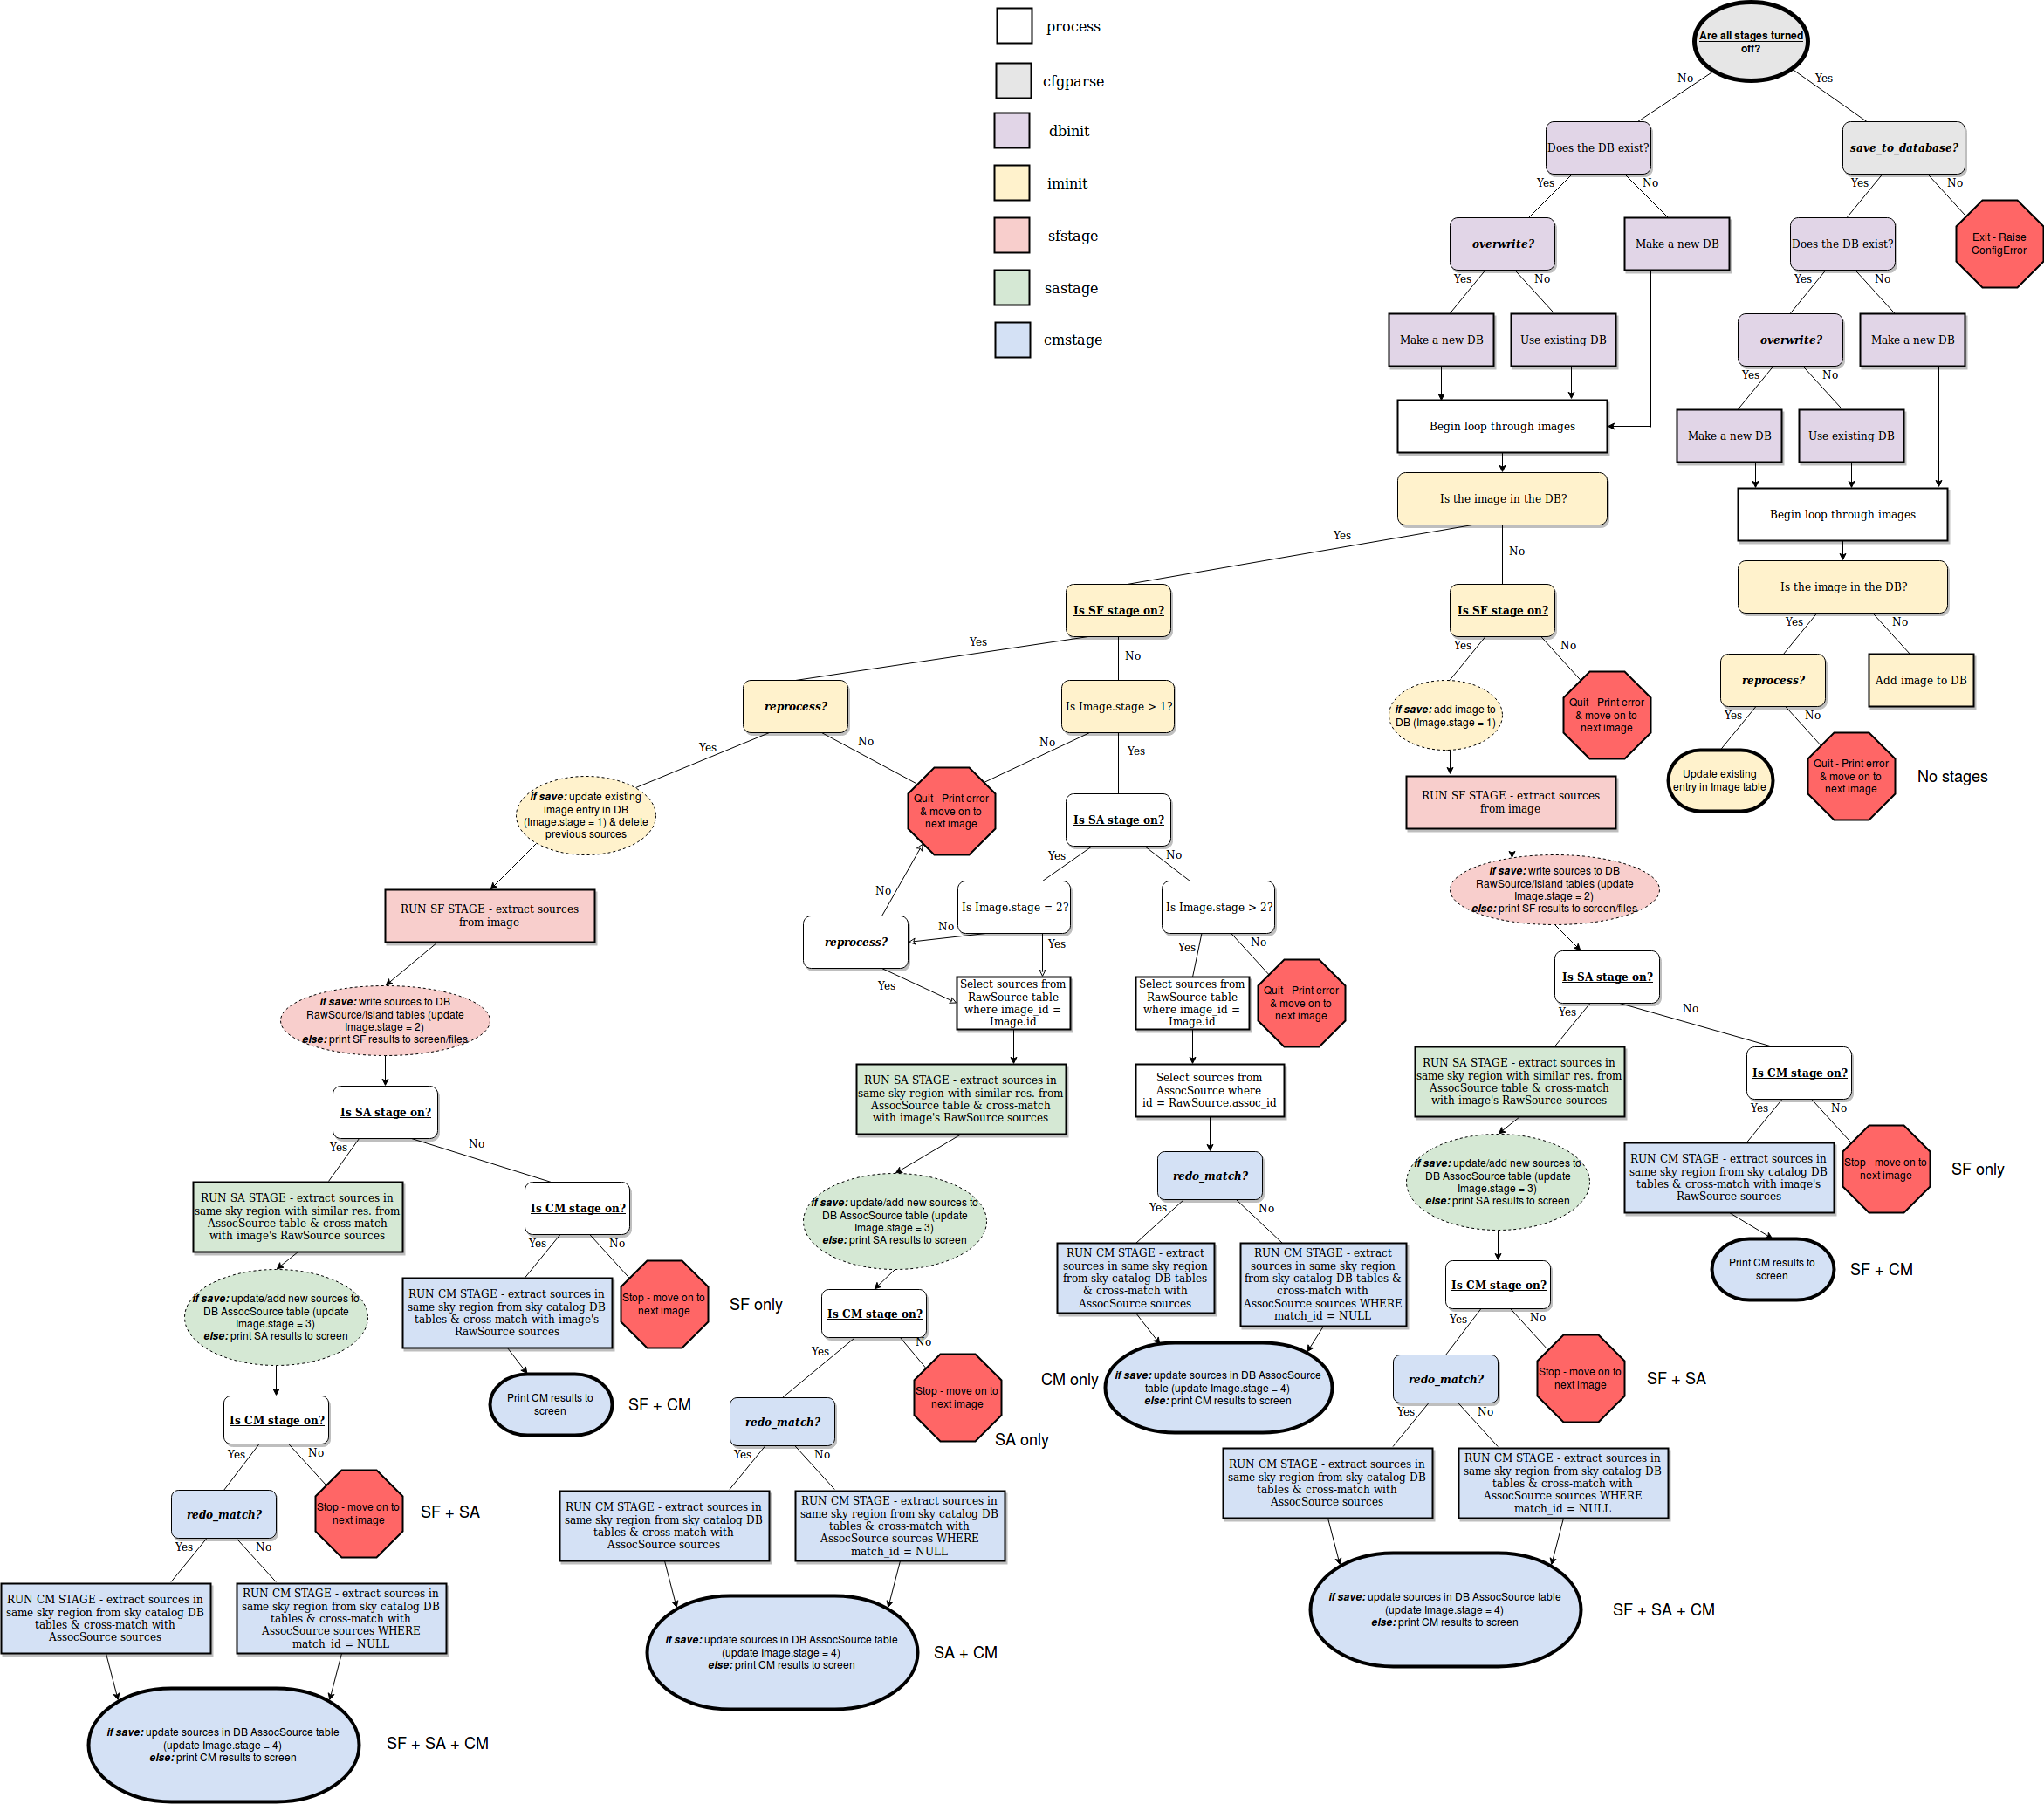 process
cfgparse
dbinit
iminit
sfstage
sastage
cmstage
Are all stages turned
off?
No
Yes
Does the DB exist?
save_to_database?
Yes
No
Yes
No
overwrite?
Make a new DB
Does the DB exist?
Exit - Raise
ConfigError
Yes
No
Yes
No
Make a new DB
Use existing DB
overwrite?
Make a new DB
Yes
No
Begin loop through images
Make a new DB
Use existing DB
Is the image in the DB?
Begin loop through images
Yes
No
Is the image in the DB?
Yes
No
Is SF stage on?
Is SF stage on?
Yes
No
Yes
No
reprocess?
Add image to DB
Yes
No
reprocess?
Is Image.stage > 1?
if save: add image to
DB (Image.stage = 1)
Quit - Print error
& move on to
next image
Update existing
entry in Image table
Quit - Print error
& move on to
next image
No stages
Yes
No
No
Yes
if save: update existing
image entry in DB
(Image.stage = 1) & delete
previous sources
Quit - Print error
& move on to
next image
Is SA stage on?
RUN SF STAGE - extract sources
from image
Yes
No
RUN SF STAGE - extract sources
from image
No
Is Image.stage = 2?
Is Image.stage > 2?
if save: write sources to DB
RawSource/Island tables (update
Image.stage = 2)
else: print SF results to screen/files
reprocess?
No
Yes
Yes
No
Yes
Select sources from
RawSource table
where image_id =
Image.id
Select sources from
RawSource table
where image_id =
Image.id
Quit - Print error
& move on to
next image
Is SA stage on?
Yes
No
if save: write sources to DB
RawSource/Island tables (update
Image.stage = 2)
else: print SF results to screen/files
RUN SA STAGE - extract sources in
same sky region with similar res. from
AssocSource table & cross-match
with image's RawSource sources
Select sources from
AssocSource where
id = RawSource.assoc_id
RUN SA STAGE - extract sources in
same sky region with similar res. from
AssocSource table & cross-match
with image's RawSource sources
Is CM stage on?
Yes
No
Is SA stage on?
Yes
No
redo_match?
if save: update/add new sources to
DB AssocSource table (update
Image.stage = 3)
else: print SA results to screen
RUN CM STAGE - extract sources in
same sky region from sky catalog DB
tables & cross-match with image's
RawSource sources
Stop - move on to
next image
SF only
RUN SA STAGE - extract sources in
same sky region with similar res. from
AssocSource table & cross-match
with image's RawSource sources
Is CM stage on?
if save: update/add new sources to
DB AssocSource table (update
Image.stage = 3)
else: print SA results to screen
Yes
No
Yes
No
RUN CM STAGE - extract
sources in same sky region
from sky catalog DB tables
& cross-match with
AssocSource sources
RUN CM STAGE - extract
sources in same sky region
from sky catalog DB tables &
cross-match with
AssocSource sources WHERE
match_id = NULL
Is CM stage on?
Print CM results to
screen
SF + CM
if save: update/add new sources to
DB AssocSource table (update
Image.stage = 3)
else: print SA results to screen
RUN CM STAGE - extract sources in
same sky region from sky catalog DB
tables & cross-match with image's
RawSource sources
Stop - move on to
next image
SF only
Is CM stage on?
Yes
No
Yes
No
CM only
if save: update sources in DB AssocSource
table (update Image.stage = 4)
else: print CM results to screen
redo_match?
Stop - move on to
next image
SF + SA
Print CM results to
screen
SF + CM
Stop - move on to
next image
SA only
Is CM stage on?
redo_match?
Yes
No
Yes
No
Yes
No
RUN CM STAGE - extract sources in
same sky region from sky catalog DB
tables & cross-match with
AssocSource sources
RUN CM STAGE - extract sources in
same sky region from sky catalog DB
tables & cross-match with
AssocSource sources WHERE
match_id = NULL
redo_match?
Stop - move on to
next image
SF + SA
RUN CM STAGE - extract sources in
same sky region from sky catalog DB
tables & cross-match with
AssocSource sources
RUN CM STAGE - extract sources in
same sky region from sky catalog DB
tables & cross-match with
AssocSource sources WHERE
match_id = NULL
Yes
No
if save: update sources in DB AssocSource table
(update Image.stage = 4)
else: print CM results to screen
SF + SA + CM
RUN CM STAGE - extract sources in
same sky region from sky catalog DB
tables & cross-match with
AssocSource sources
RUN CM STAGE - extract sources in
same sky region from sky catalog DB
tables & cross-match with
AssocSource sources WHERE
match_id = NULL
if save: update sources in DB AssocSource table
(update Image.stage = 4)
else: print CM results to screen
SA + CM
if save: update sources in DB AssocSource table
(update Image.stage = 4)
else: print CM results to screen
SF + SA + CM